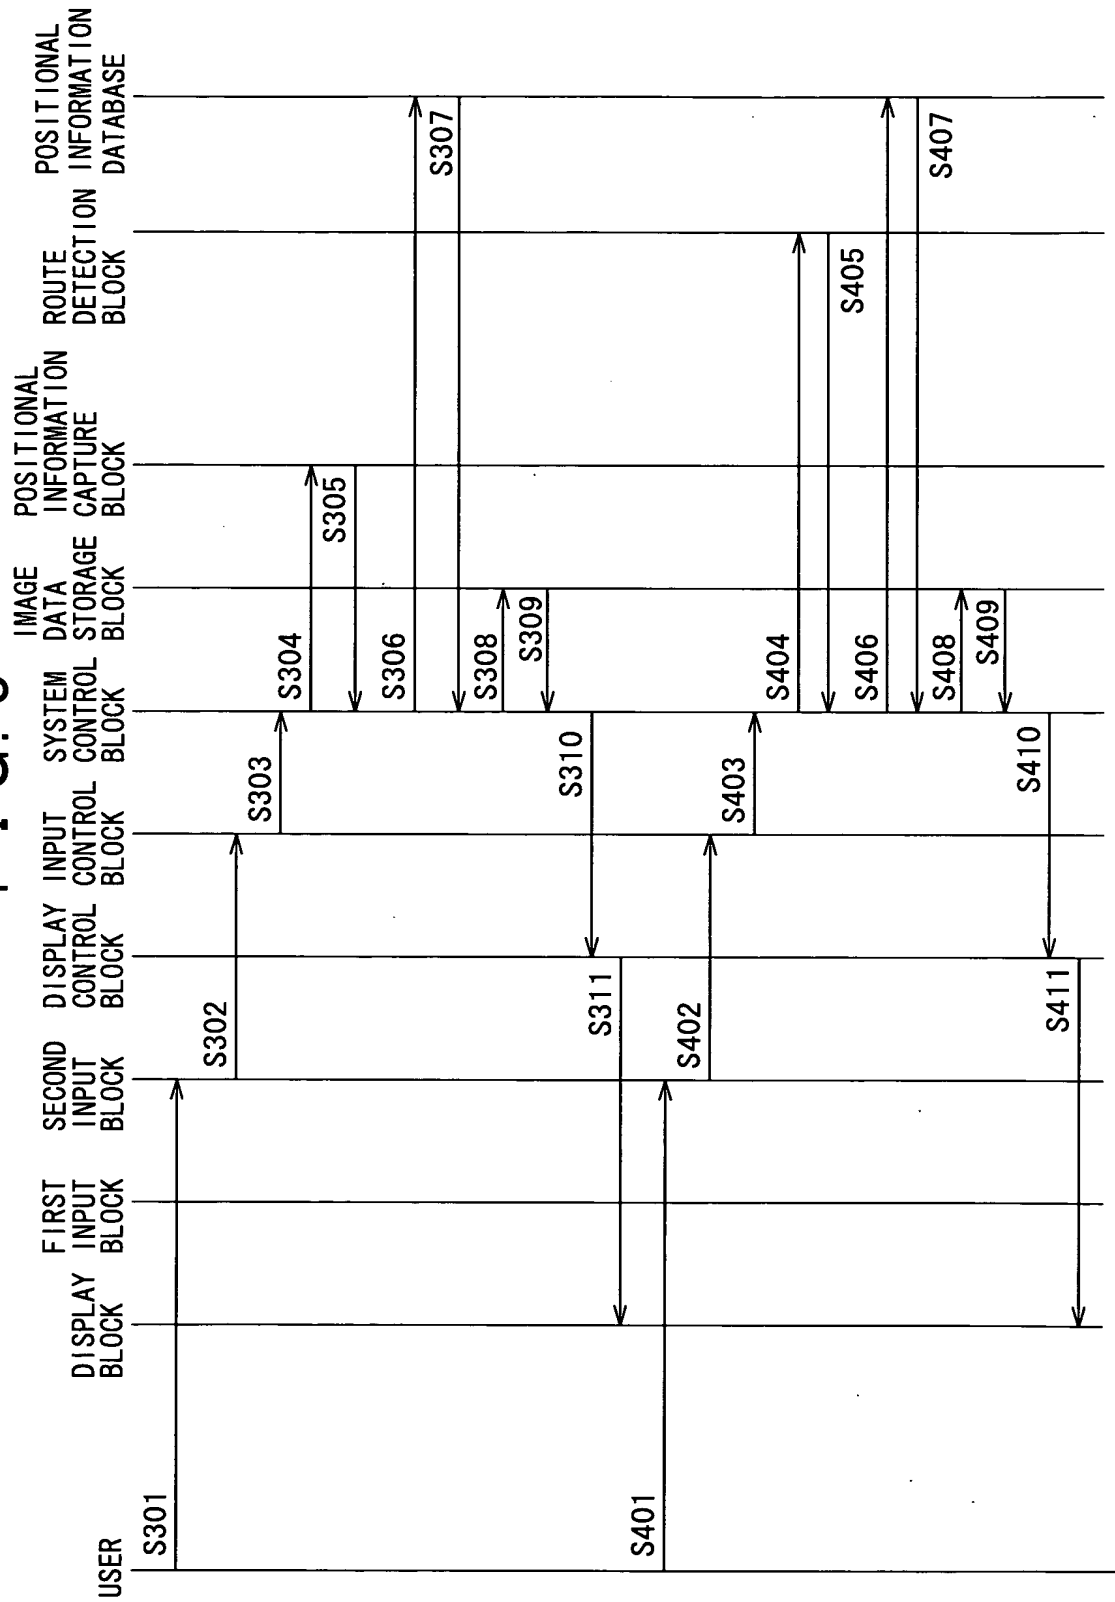 USER
DISPLAY
BLOCK
FIRST
INPUT
BLOCK
SECOND
INPUT
BLOCK
DISPLAY
CONTROL
BLOCK
INPUT
CONTROL
BLOCK
SYSTEM
CONTROL
BLOCK
IMAGE
DATA
STORAGE
BLOCK
POSITIONAL
INFORMATION
CAPTURE
BLOCK
ROUTE
DETECTION
BLOCK
POSITIONAL
INFORMATION
DATABASE
S301
S302
S303
S304
S305
S306
S307
S308
S309
S310
S311
S401
S402
S403
S404
S405
S406
S407
S408
S409
S410
S411